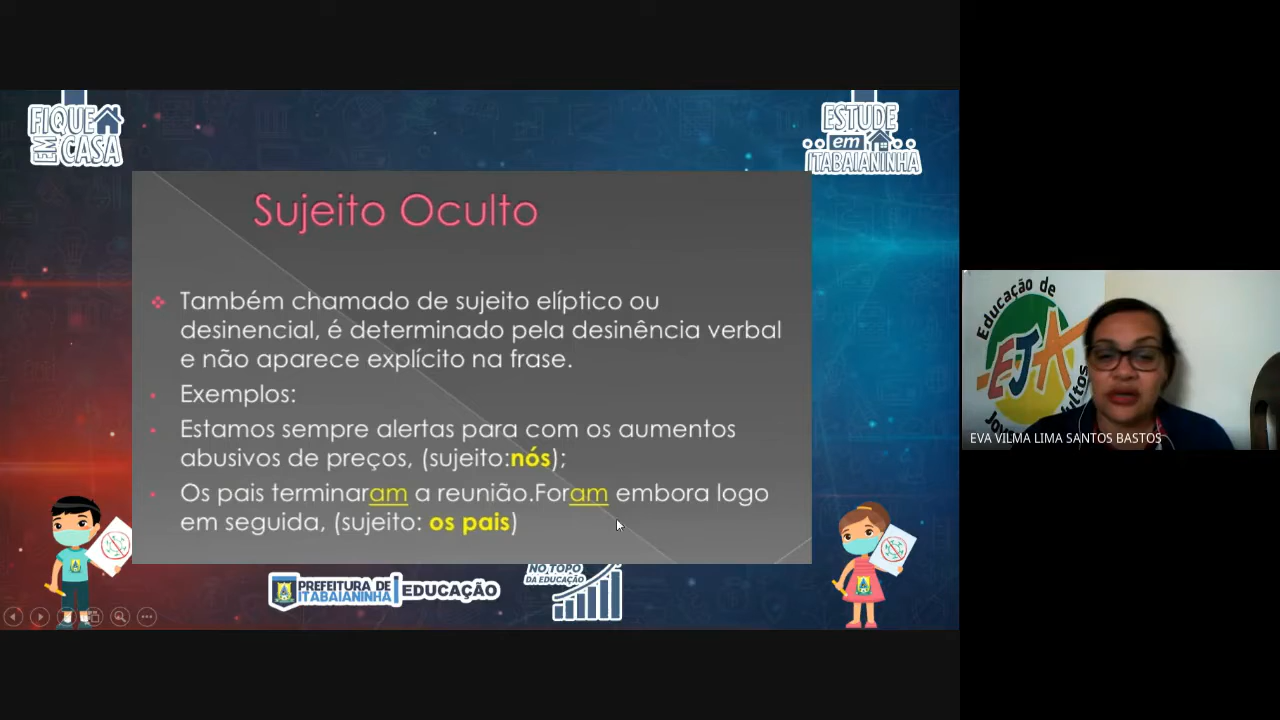 FIQUE
EM CASA
ESTUDE
em
ITABAIANINHA
Sujeito Oculto
Também chamado de sujeito elíptico ou
desinencial, é determinado pela desinência verbal
e não aparece explícito na frase.
Exemplos:
Estamos sempre alertas para com os aumentos
abusivos de preços, (sujeito:nós);
Os pais terminaram a reunião.Foram embora logo
em seguida, (sujeito: os pais)
PREFEITURA DE
ITABAIANINHA
EDUCAÇÃO
NO TOPO
DA EDUCAÇÃO
Educação de
EJA
EVA VILMA LIMA SANTOS BASTOS